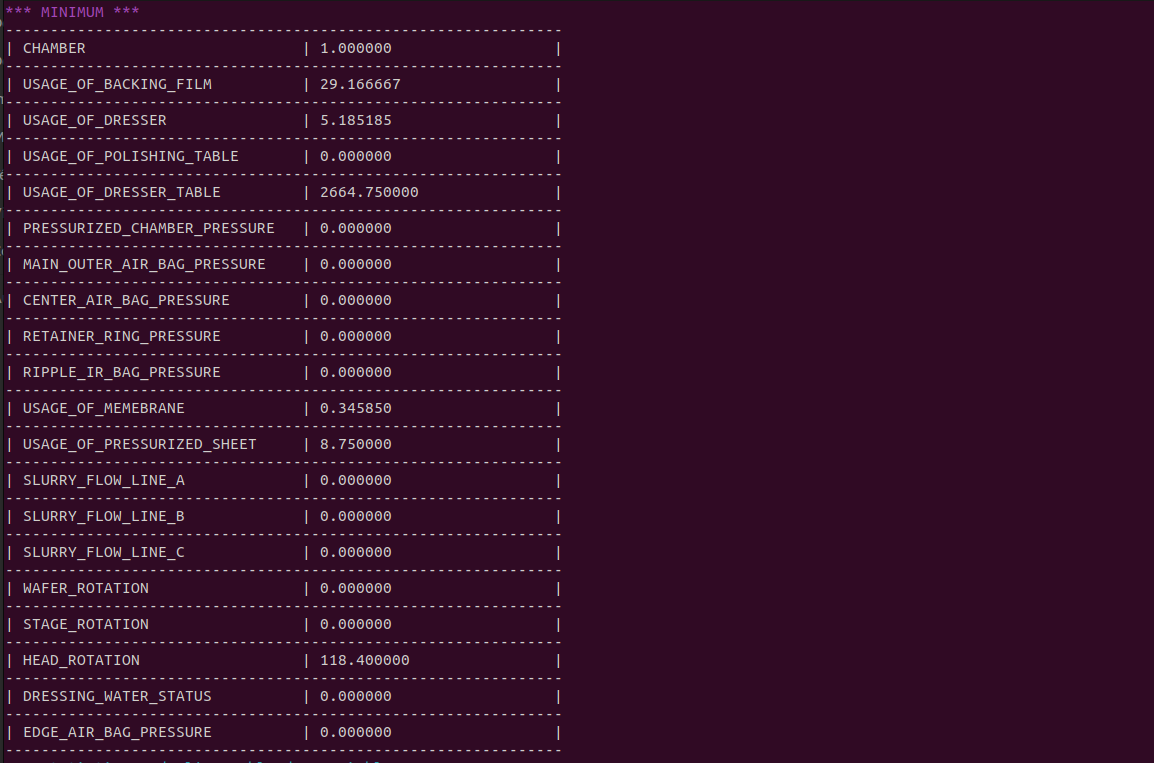 *** MINIMUM ***
--------------------------------------------------------------
| CHAMBER                        | 1.000000                  |
--------------------------------------------------------------
| USAGE_OF_BACKING_FILM          | 29.166667                 |
--------------------------------------------------------------
| USAGE_OF_DRESSER               | 5.185185                  |
--------------------------------------------------------------
| USAGE_OF_POLISHING_TABLE       | 0.000000                  |
--------------------------------------------------------------
| USAGE_OF_DRESSER_TABLE         | 2664.750000               |
--------------------------------------------------------------
| PRESSURIZED_CHAMBER_PRESSURE   | 0.000000                  |
--------------------------------------------------------------
| MAIN_OUTER_AIR_BAG_PRESSURE    | 0.000000                  |
--------------------------------------------------------------
| CENTER_AIR_BAG_PRESSURE        | 0.000000                  |
--------------------------------------------------------------
| RETAINER_RING_PRESSURE         | 0.000000                  |
--------------------------------------------------------------
| RIPPLE_IR_BAG_PRESSURE         | 0.000000                  |
--------------------------------------------------------------
| USAGE_OF_MEMEBRANE             | 0.345850                  |
--------------------------------------------------------------
| USAGE_OF_PRESSURIZED_SHEET     | 8.750000                  |
--------------------------------------------------------------
| SLURRY_FLOW_LINE_A             | 0.000000                  |
--------------------------------------------------------------
| SLURRY_FLOW_LINE_B             | 0.000000                  |
--------------------------------------------------------------
| SLURRY_FLOW_LINE_C             | 0.000000                  |
--------------------------------------------------------------
| WAFER_ROTATION                 | 0.000000                  |
--------------------------------------------------------------
| STAGE_ROTATION                 | 0.000000                  |
--------------------------------------------------------------
| HEAD_ROTATION                  | 118.400000                |
--------------------------------------------------------------
| DRESSING_WATER_STATUS          | 0.000000                  |
--------------------------------------------------------------
| EDGE_AIR_BAG_PRESSURE          | 0.000000                  |
--------------------------------------------------------------